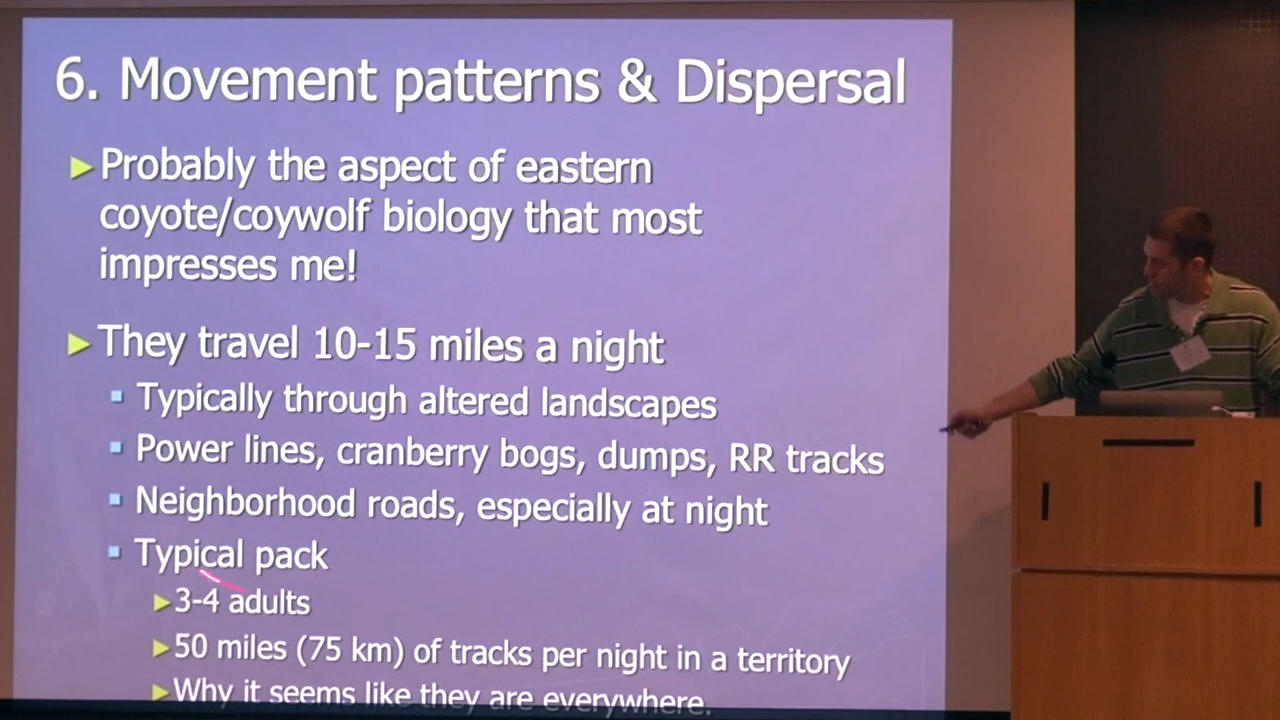 6. Movement patterns & Dispersal
Probably the aspect of eastern
coyote/coywolf biology that most
impresses me!
They travel 10-15 miles a night
Typically through altered landscapes
Power lines, cranberry bogs, dumps, RR tracks
Neighborhood roads, especially at night
Typical pack
3-4 adults
50 miles (75 km) of tracks per night in a territory
Why it seems like they are everywhere.